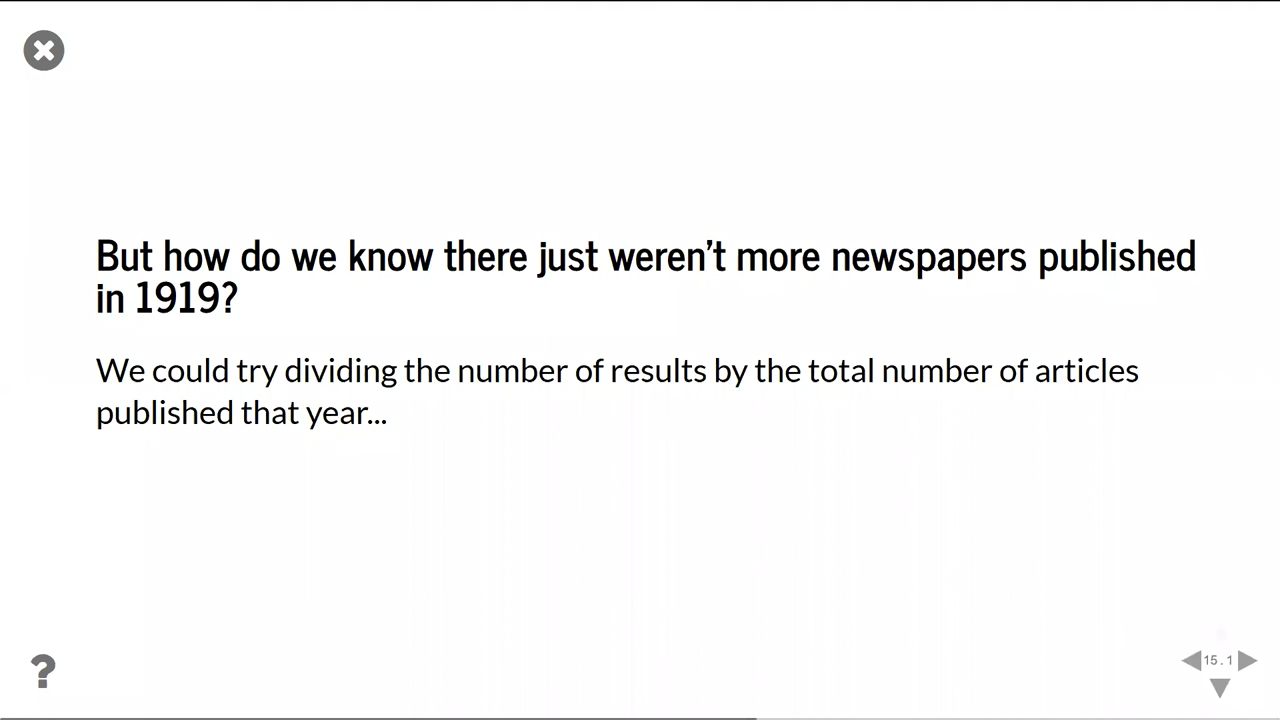 But how do we know there just weren't more newspapers published
in 1919?
We could try dividing the number of results by the total number of articles
published that year...
?
15.1